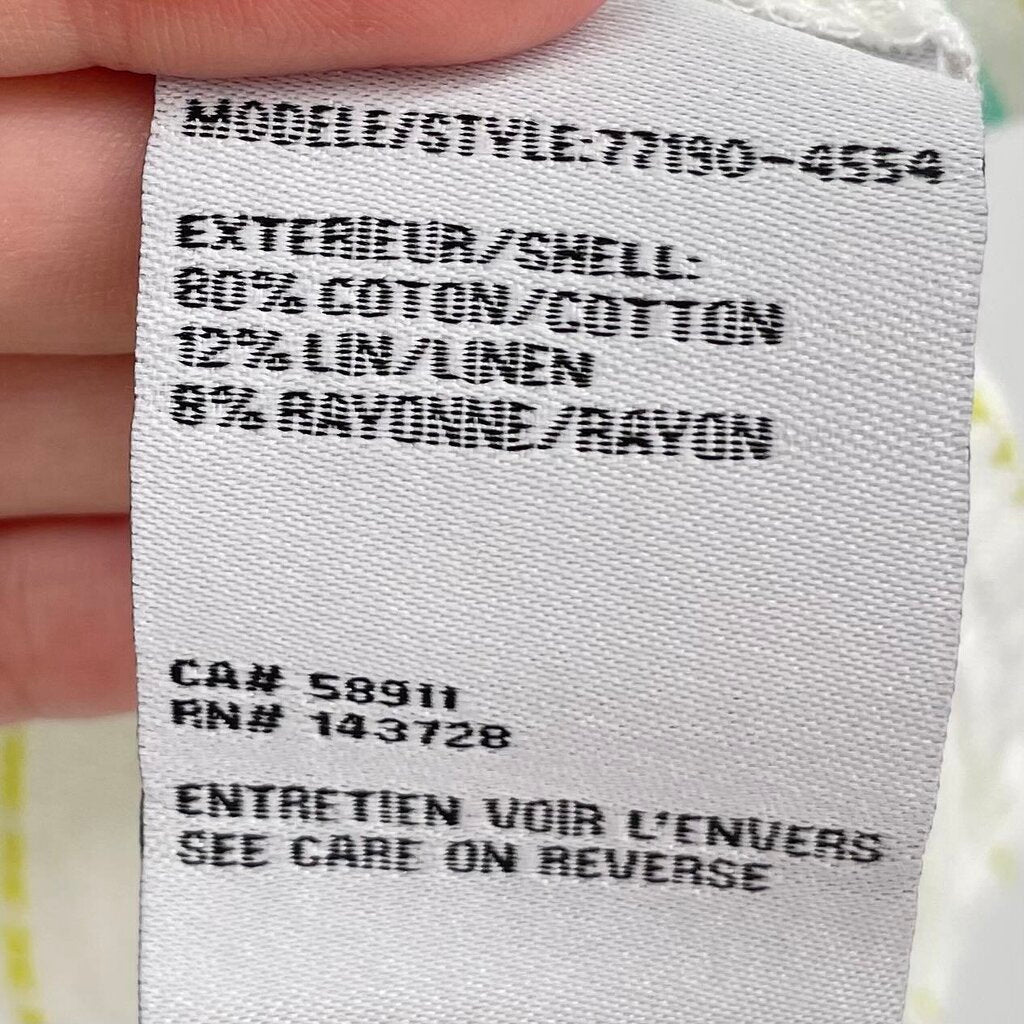 MODELE/STYLE:77190-4554
EXTERIEUR/SHELL:
80% COTON/COTTON
12% LIN/LINEN
8% RAYONNE/RAYON
CA# 58911
RN# 143728
ENTRETIEN VOIR L'ENVERS
SEE CARE ON REVERSE